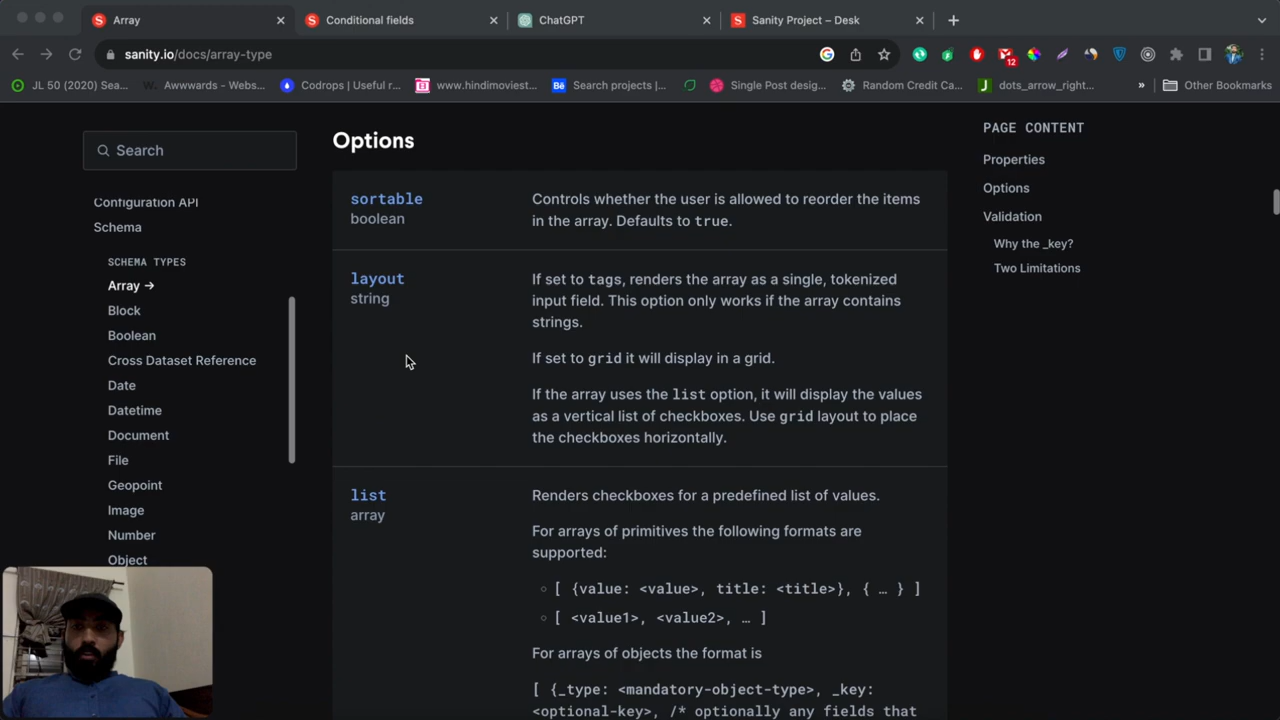 Array
Conditional fields
ChatGPT
Sanity Project – Desk
sanity.io/docs/array-type
12
JL 50 (2020) Sea...
Awwwards - Webs...
Codrops | Useful r...
www.hindimoviest...
Search projects |...
Single Post desig...
Random Credit Ca...
dots_arrow_right...
»
Other Bookmarks
Search
Configuration API
Schema
SCHEMA TYPES
Array →
Block
Boolean
Cross Dataset Reference
Date
Datetime
Document
File
Geopoint
Image
Number
Object
Options
sortable
boolean
Controls whether the user is allowed to reorder the items
in the array. Defaults to true.
layout
string
If set to tags, renders the array as a single, tokenized
input field. This option only works if the array contains
strings.
If set to grid it will display in a grid.
If the array uses the list option, it will display the values
as a vertical list of checkboxes. Use grid layout to place
the checkboxes horizontally.
list
array
Renders checkboxes for a predefined list of values.
For arrays of primitives the following formats are
supported:
[ {value: <value>, title: <title>}, { … } ]
[ <value1>, <value2>, … ]
For arrays of objects the format is
[ {_type: <mandatory-object-type>, _key:
<optional-key>, /* optionally any fields that
PAGE CONTENT
Properties
Options
Validation
Why the _key?
Two Limitations